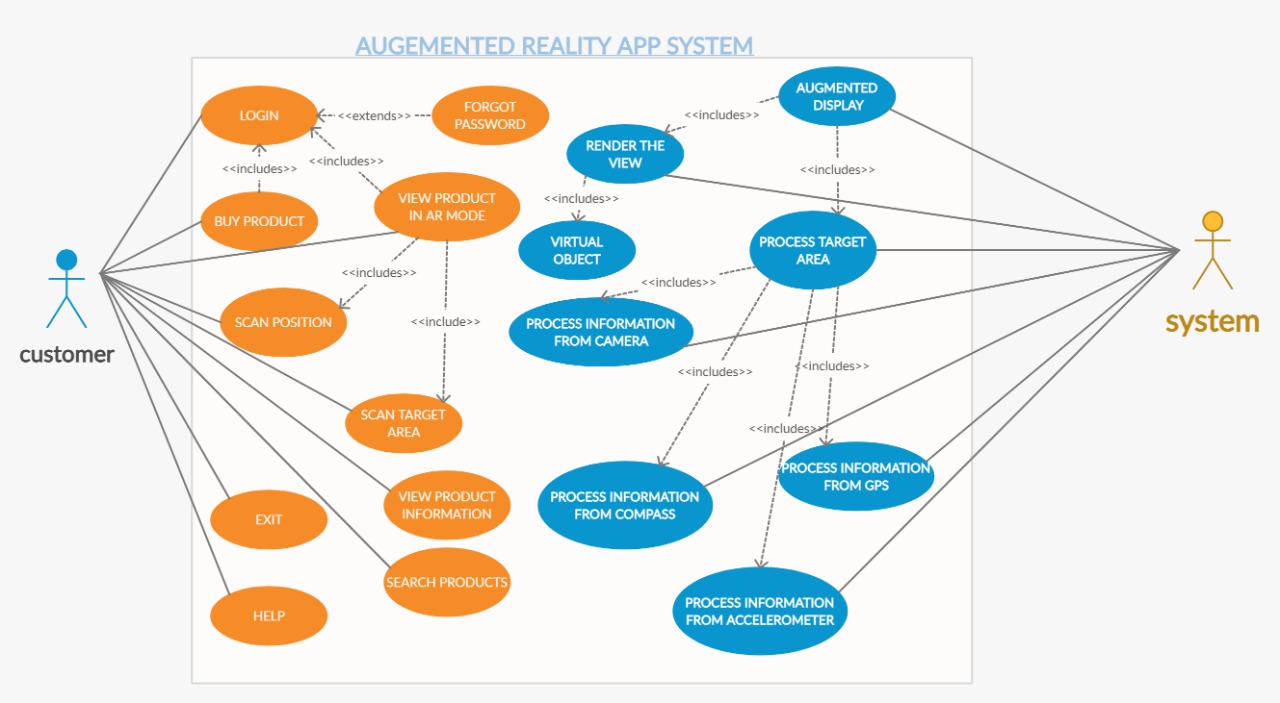 AUGEMENTED REALITY APP SYSTEM
LOGIN
<<extends>>
FORGOT
PASSWORD
<<includes>>
<<includes>>
BUY PRODUCT
VIEW PRODUCT
IN AR MODE
<<includes>>
SCAN POSITION
<<include>>
SCAN TARGET
AREA
VIEW PRODUCT
INFORMATION
EXIT
SEARCH PRODUCTS
HELP
customer
AUGMENTED
DISPLAY
<<includes>>
RENDER THE
VIEW
<<includes>>
<<includes>>
VIRTUAL
OBJECT
PROCESS TARGET
AREA
<<includes>>
PROCESS INFORMATION
FROM CAMERA
<<includes>>
<<includes>>
<<includes>>
PROCESS INFORMATION
FROM GPS
PROCESS INFORMATION
FROM COMPASS
PROCESS INFORMATION
FROM ACCELEROMETER
system